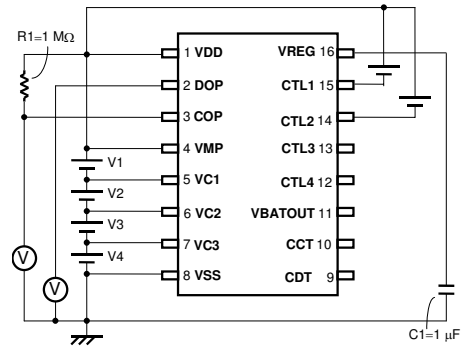 R1=1 MΩ
1 VDD
2 DOP
3 COP
4 VMP
5 VC1
6 VC2
7 VC3
8 VSS
VREG 16
CTL1 15
CTL2 14
CTL3 13
CTL4 12
VBATOUT 11
CCT 10
CDT 9
V1
V2
V3
V4
V
V
C1=1 μF